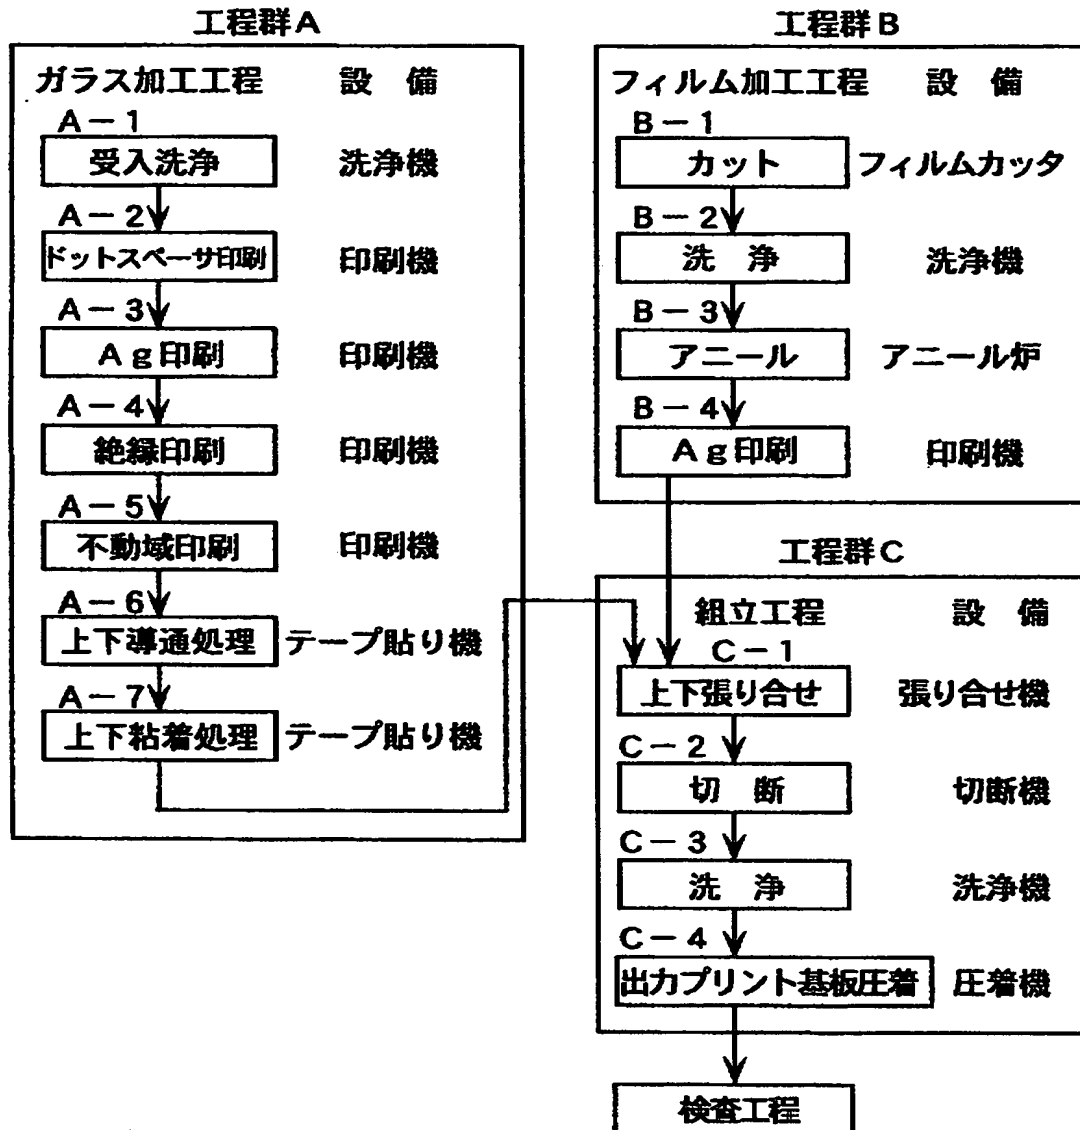 工程群A
ガラス加工工程 設 備
A-1
受入洗浄 洗浄機
A-2
ドットスペーサ印刷 印刷機
A-3
Ag印刷 印刷機
A-4
絶縁印刷 印刷機
A-5
不動域印刷 印刷機
A-6
上下導通処理 テープ貼り機
A-7
上下粘着処理 テープ貼り機
工程群B
フィルム加工工程 設 備
B-1
カット フィルムカッタ
B-2
洗 浄 洗浄機
B-3
アニール アニール炉
B-4
Ag印刷 印刷機
工程群C
組立工程 設 備
C-1
上下張り合せ 張り合せ機
C-2
切 断 切断機
C-3
洗 浄 洗浄機
C-4
出力プリント基板圧着 圧着機
検査工程